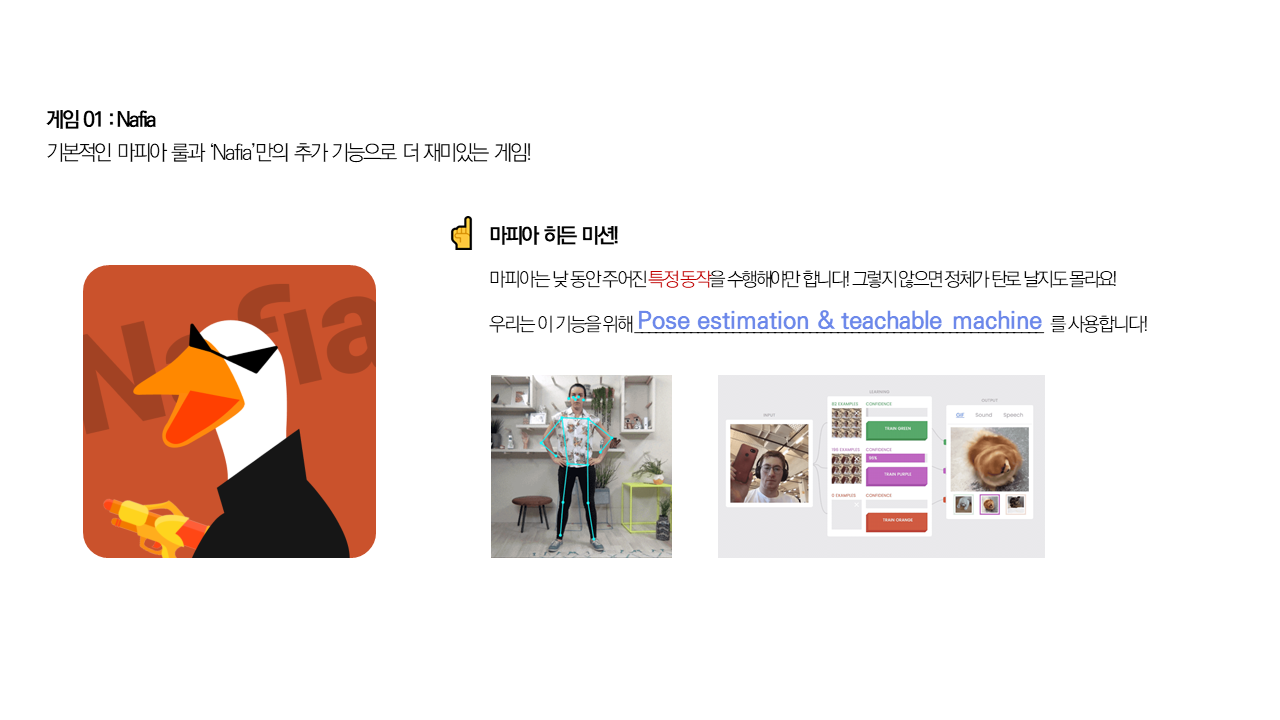 게임 01 : Nafia
기본적인 마피아 룰과 ‘Nafia’만의 추가 기능으로 더 재미있는 게임!
마피아 히든 미션!
마피아는 낮 동안 주어진 특정 동작을 수행해야만 합니다! 그렇지 않으면 정체가 탄로 날지도 몰라요!
우리는 이 기능을 위해 Pose estimation & teachable machine 를 사용합니다!
Nafia
LEARNING
INPUT
OUTPUT
EXAMPLES CONFIDENCE
TRAIN GREEN
EXAMPLES CONFIDENCE
TRAIN PURPLE
0 EXAMPLES CONFIDENCE
TRAIN ORANGE
GIF Sound Speech